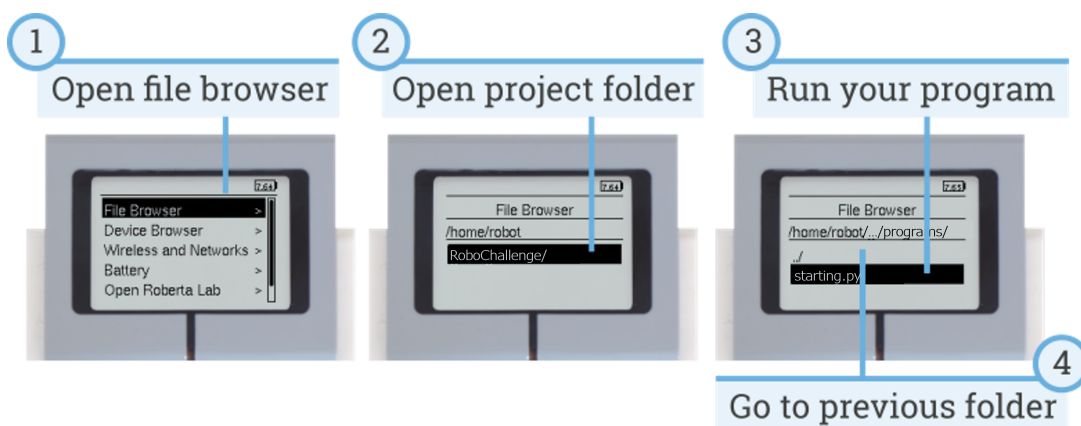 1
Open file browser
7.64
File Browser >
Device Browser >
Wireless and Networks >
Battery >
Open Roberta Lab >
2
Open project folder
7.64
File Browser
/home/robot
RoboChallenge/
3
Run your program
7.63
File Browser
/home/robot/.../programs/
../
starting.py
4
Go to previous folder